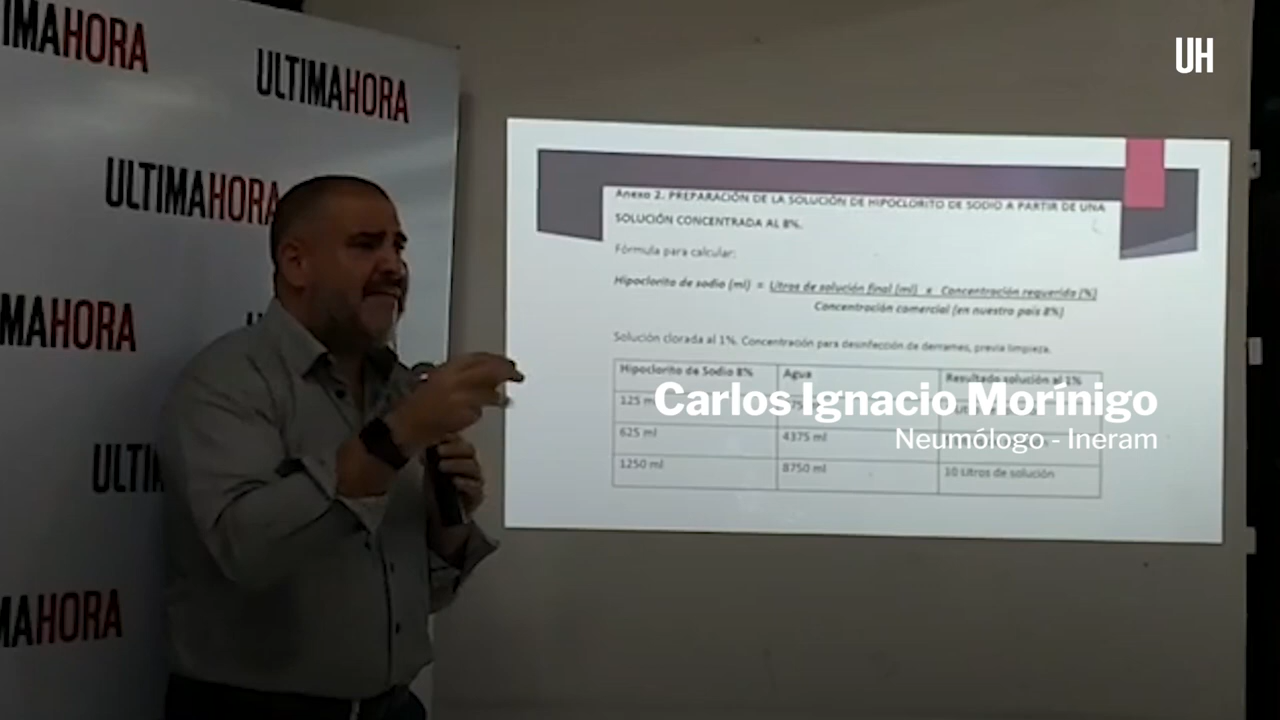 IMAHORA
ULTIMAHORA
ULTIMAHORA
MAHORA
ULTI
MAHORA
UH
Anexo 2. PREPARACIÓN DE LA SOLUCIÓN DE HIPOCLORITO DE SODIO A PARTIR DE UNA
SOLUCIÓN CONCENTRADA AL 8%.
Fórmula para calcular:
Hipoclorito de sodio (ml) = Litros de solución final (ml) x Concentración requerida (%)
Concentración comercial (en nuestro país 8%)
Solución clorada al 1%. Concentración para desinfección de derrames, previa limpieza.
Hipoclorito de Sodio 8% Agua Resultado solución al 1%
125
Carlos Ignacio Morínigo
Neumólogo - Ineram
625 ml 4375 ml
1250 ml 8750 ml 10 Litros de solución